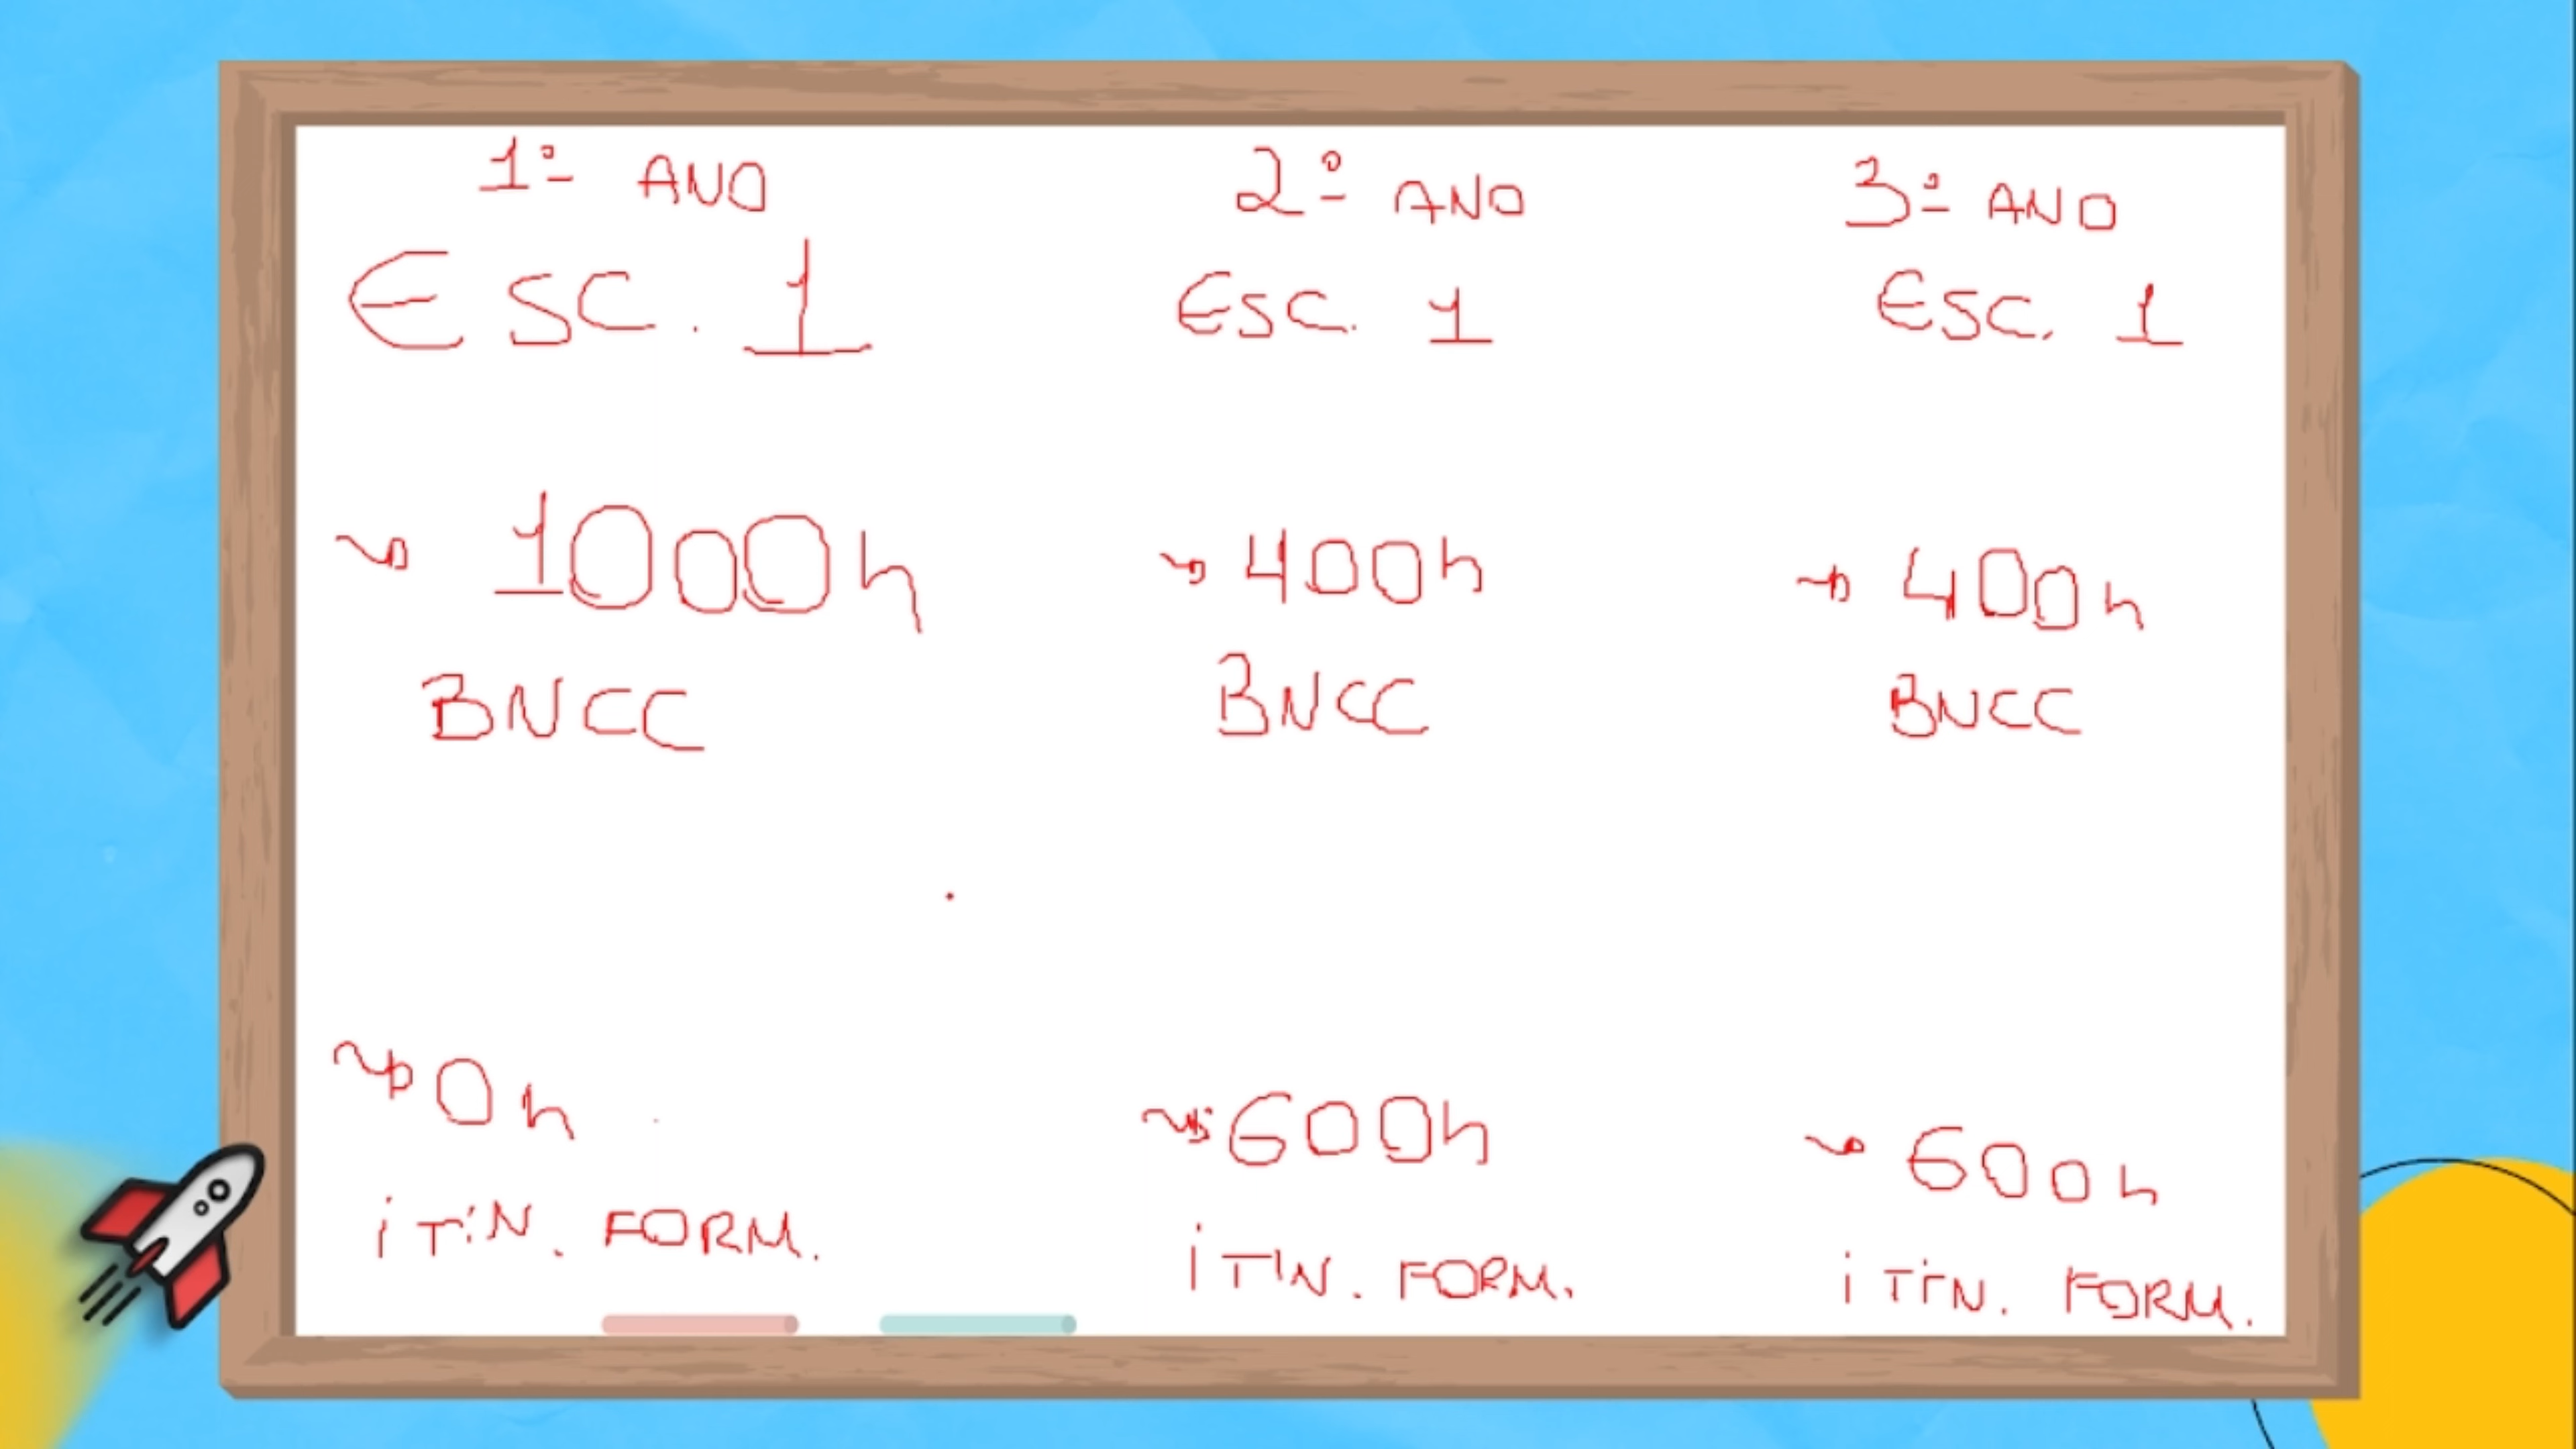 1º ANO
ESC. 1
→ 1000h
BNCC
→ 0h
iTiN. FORM.
2º ANO
ESC. 1
→ 400h
BNCC
→ 600h
iTiN. FORM.
3º ANO
ESC. 1
→ 400h
BNCC
→ 600h
iTiN. FORM.